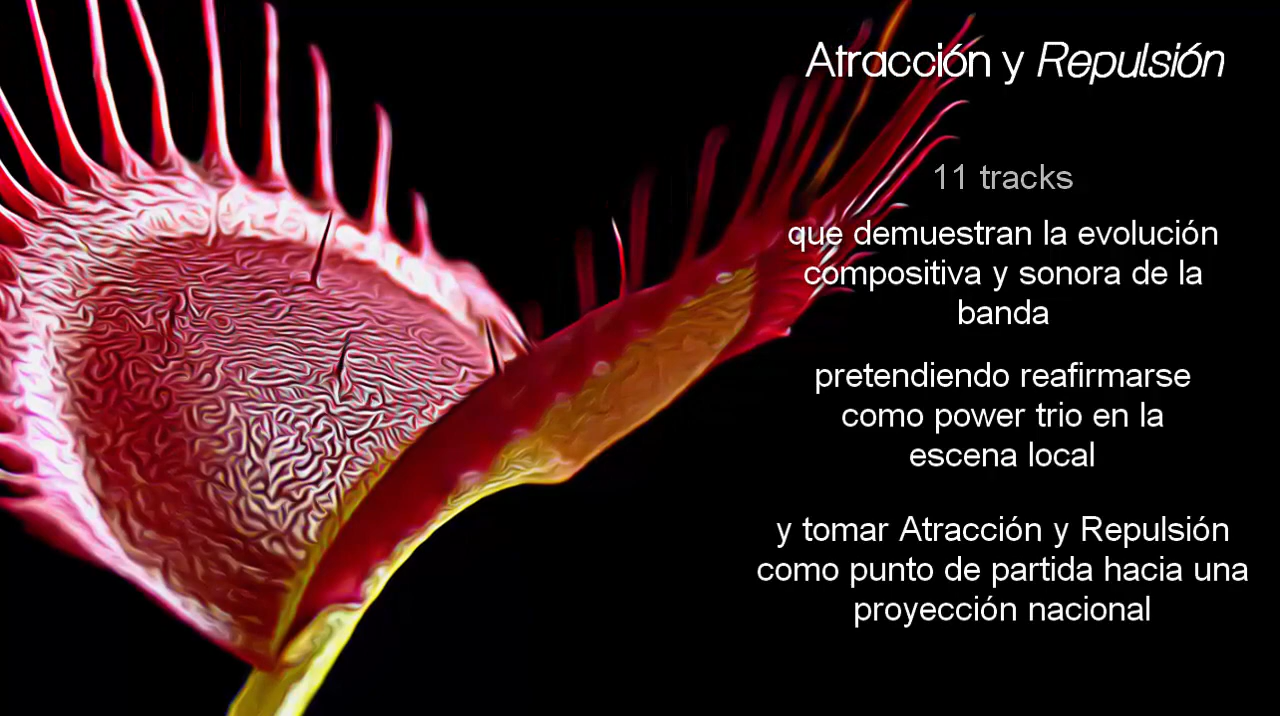 Atracción y Repulsión
11 tracks
que demuestran la evolución
compositiva y sonora de la
banda
pretendiendo reafirmarse
como power trio en la
escena local
y tomar Atracción y Repulsión
como punto de partida hacia una
proyección nacional